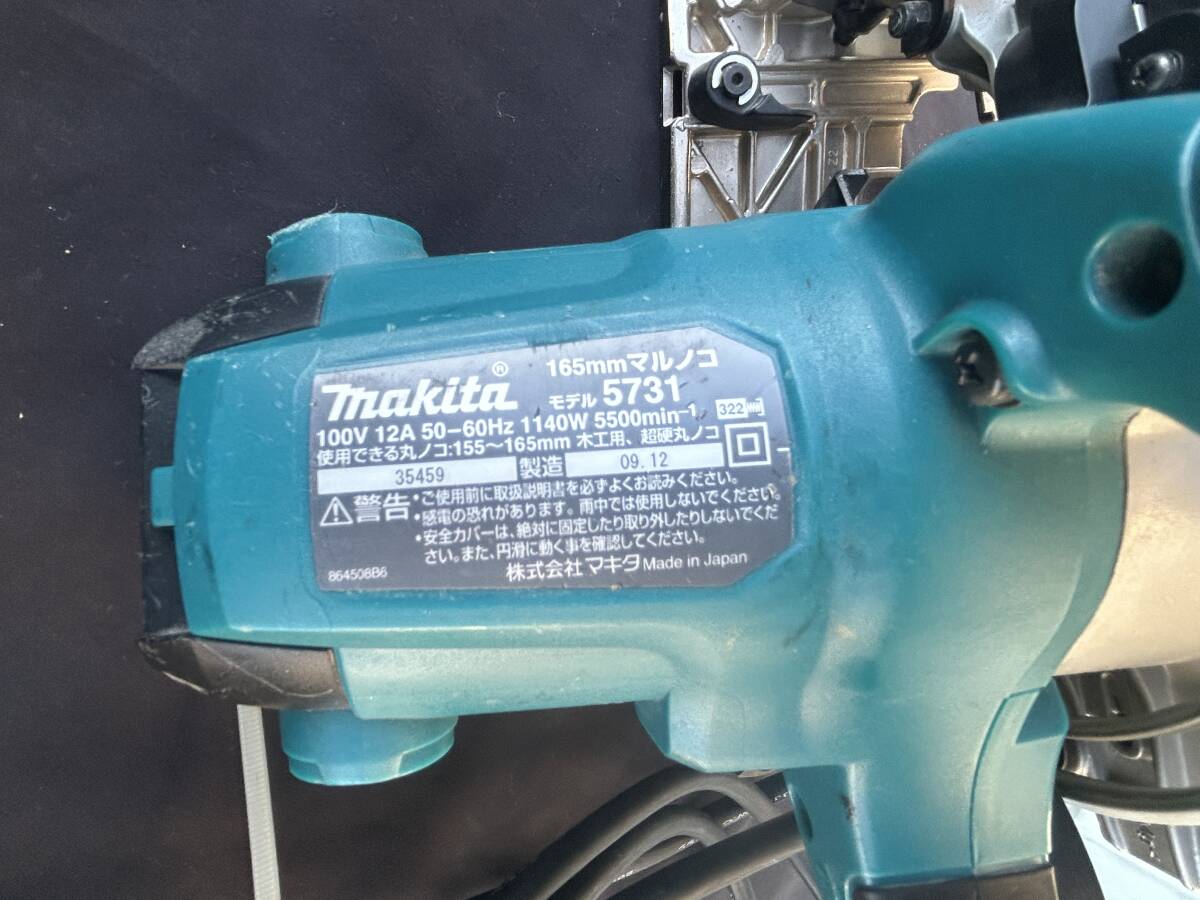 165mmマルノコ
makita® モデル 5731
100V 12A 50-60Hz 1140W 5500min⁻¹ 322
使用できる丸ノコ:155〜165mm 木工用、超硬丸ノコ
35459 製造 09.12
警告 •ご使用前に取扱説明書を必ずよくお読みください。
•感電の恐れがあります。雨中では使用しないでください。
•安全カバーは、絶対に固定したり取り外したりしないでくだ
さい。また、円滑に動く事を確認してください。
864508B6 株式会社 マキタ Made in Japan
Z2